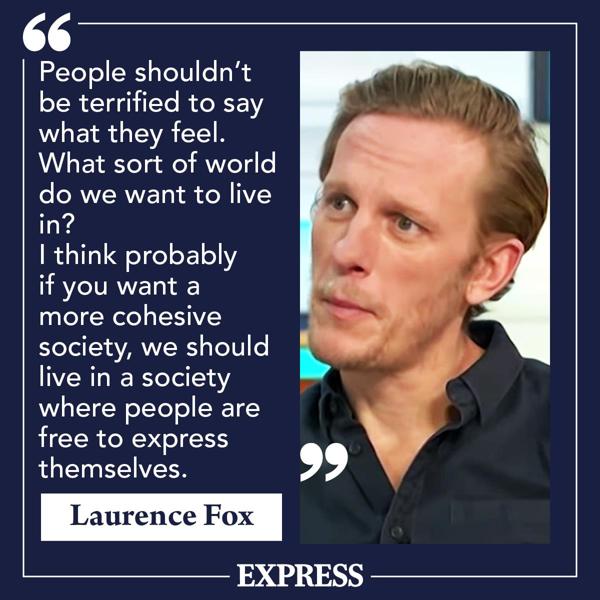 “
People shouldn’t
be terrified to say
what they feel.
What sort of world
do we want to live
in?
I think probably
if you want a
more cohesive
society, we should
live in a society
where people are
free to express
themselves.
”
Laurence Fox
EXPRESS